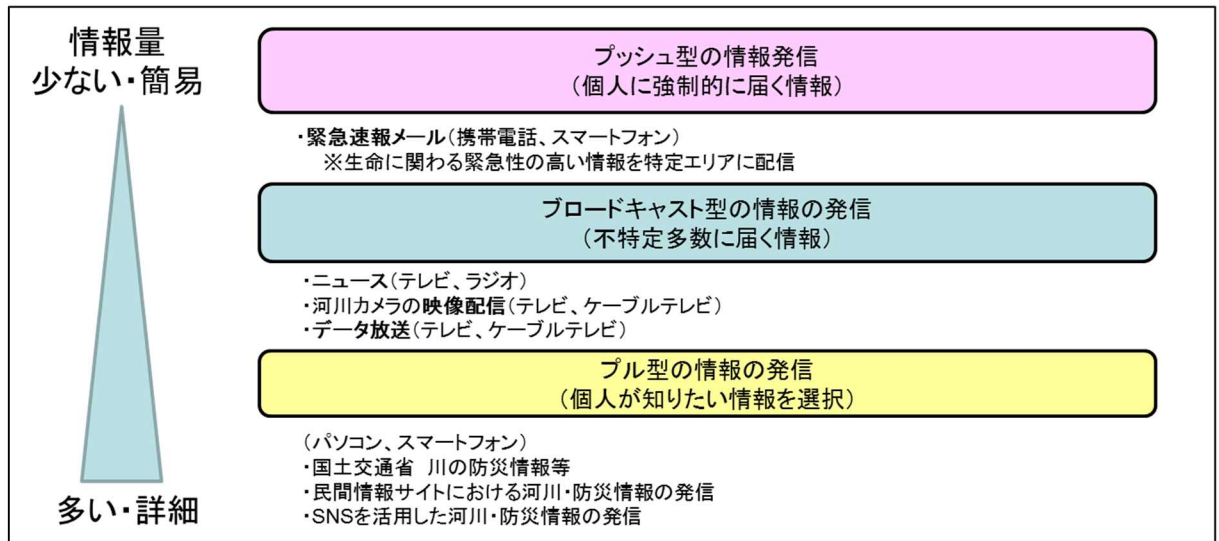 情報量
少ない・簡易
プッシュ型の情報発信
（個人に強制的に届く情報）
・緊急速報メール（携帯電話、スマートフォン）
※生命に関わる緊急性の高い情報を特定エリアに配信
ブロードキャスト型の情報の発信
（不特定多数に届く情報）
・ニュース（テレビ、ラジオ）
・河川カメラの映像配信（テレビ、ケーブルテレビ）
・データ放送（テレビ、ケーブルテレビ）
プル型の情報の発信
（個人が知りたい情報を選択）
（パソコン、スマートフォン）
・国土交通省　川の防災情報等
・民間情報サイトにおける河川・防災情報の発信
・SNSを活用した河川・防災情報の発信
多い・詳細